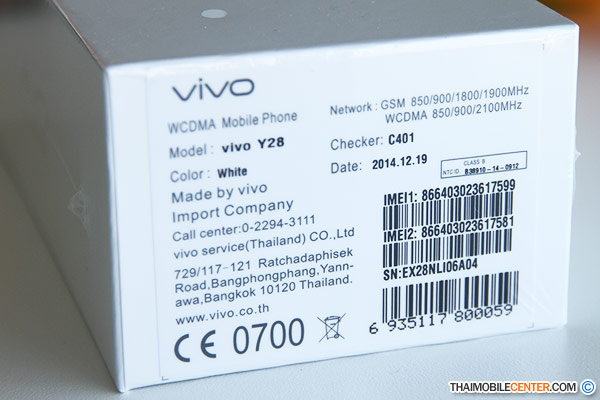 vivo
WCDMA Mobile Phone
Model : vivo Y28
Color : White
Made by vivo
Import Company
Call center:0-2294-3111
vivo service(Thailand) CO.,Ltd
729/117-121 Ratchadaphisek
Road,Bangphongphang,Yann-
awa,Bangkok 10120 Thailand.
www.vivo.co.th
CE 0700
Network : GSM 850/900/1800/1900MHz
WCDMA 850/900/2100MHz
Checker: C401
Date: 2014.12.19
CLASS B
NTC ID. B38910-14-0912
IMEI1: 866403023617599
IMEI2: 866403023617581
SN:EX28NLI06A04
6 935117 800059
THAIMOBILECENTER.COM ©